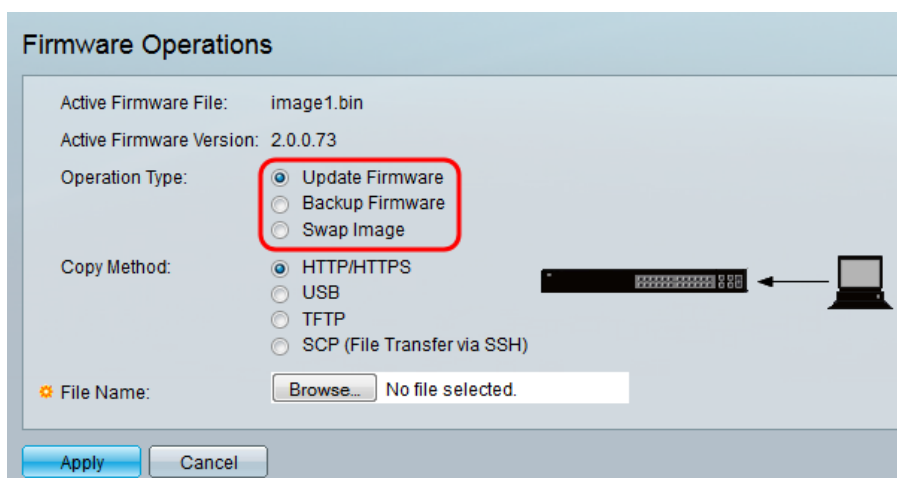 Firmware Operations
Active Firmware File: image1.bin
Active Firmware Version: 2.0.0.73
Operation Type: Update Firmware
Backup Firmware
Swap Image
Copy Method: HTTP/HTTPS
USB
TFTP
SCP (File Transfer via SSH)
File Name: Browse... No file selected.
Apply Cancel